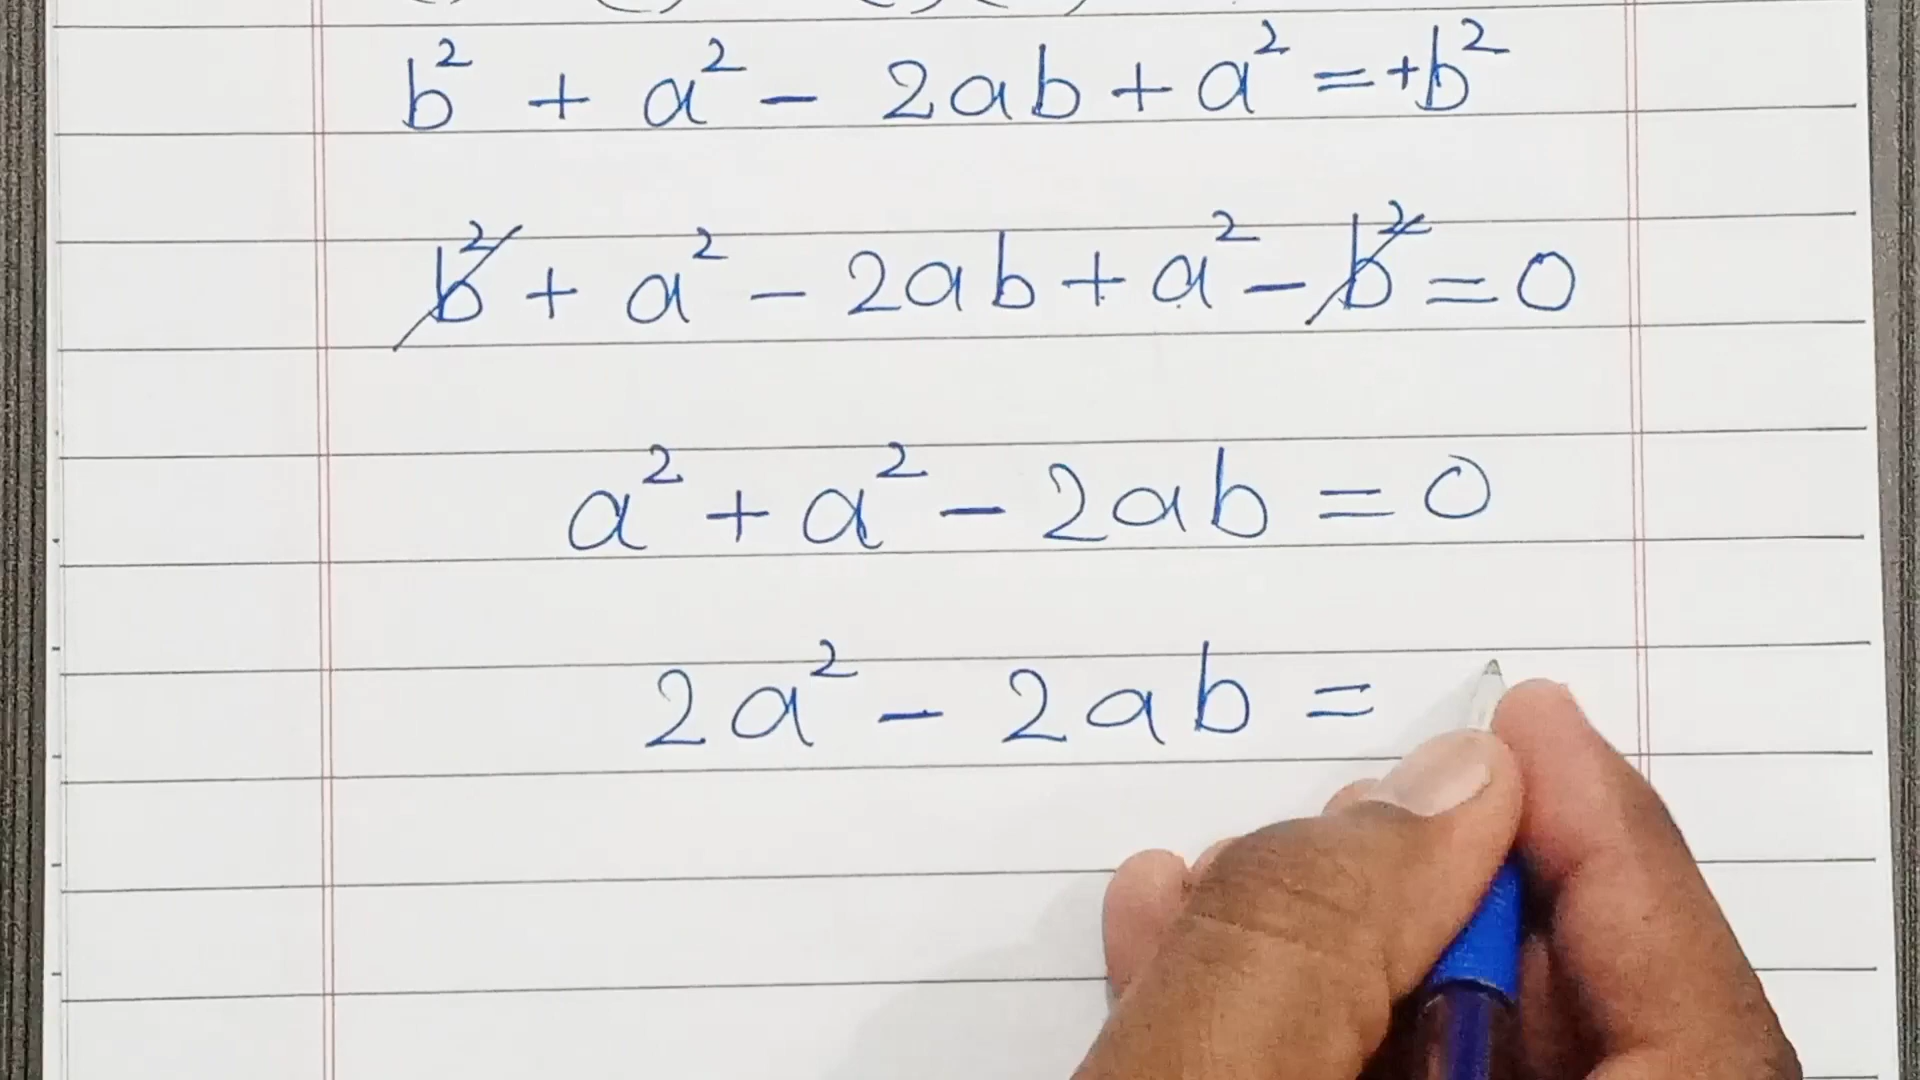 b² + a² - 2ab + a² = +b²
b² + a² - 2ab + a² - b² = 0
a² + a² - 2ab = 0
2a² - 2ab =